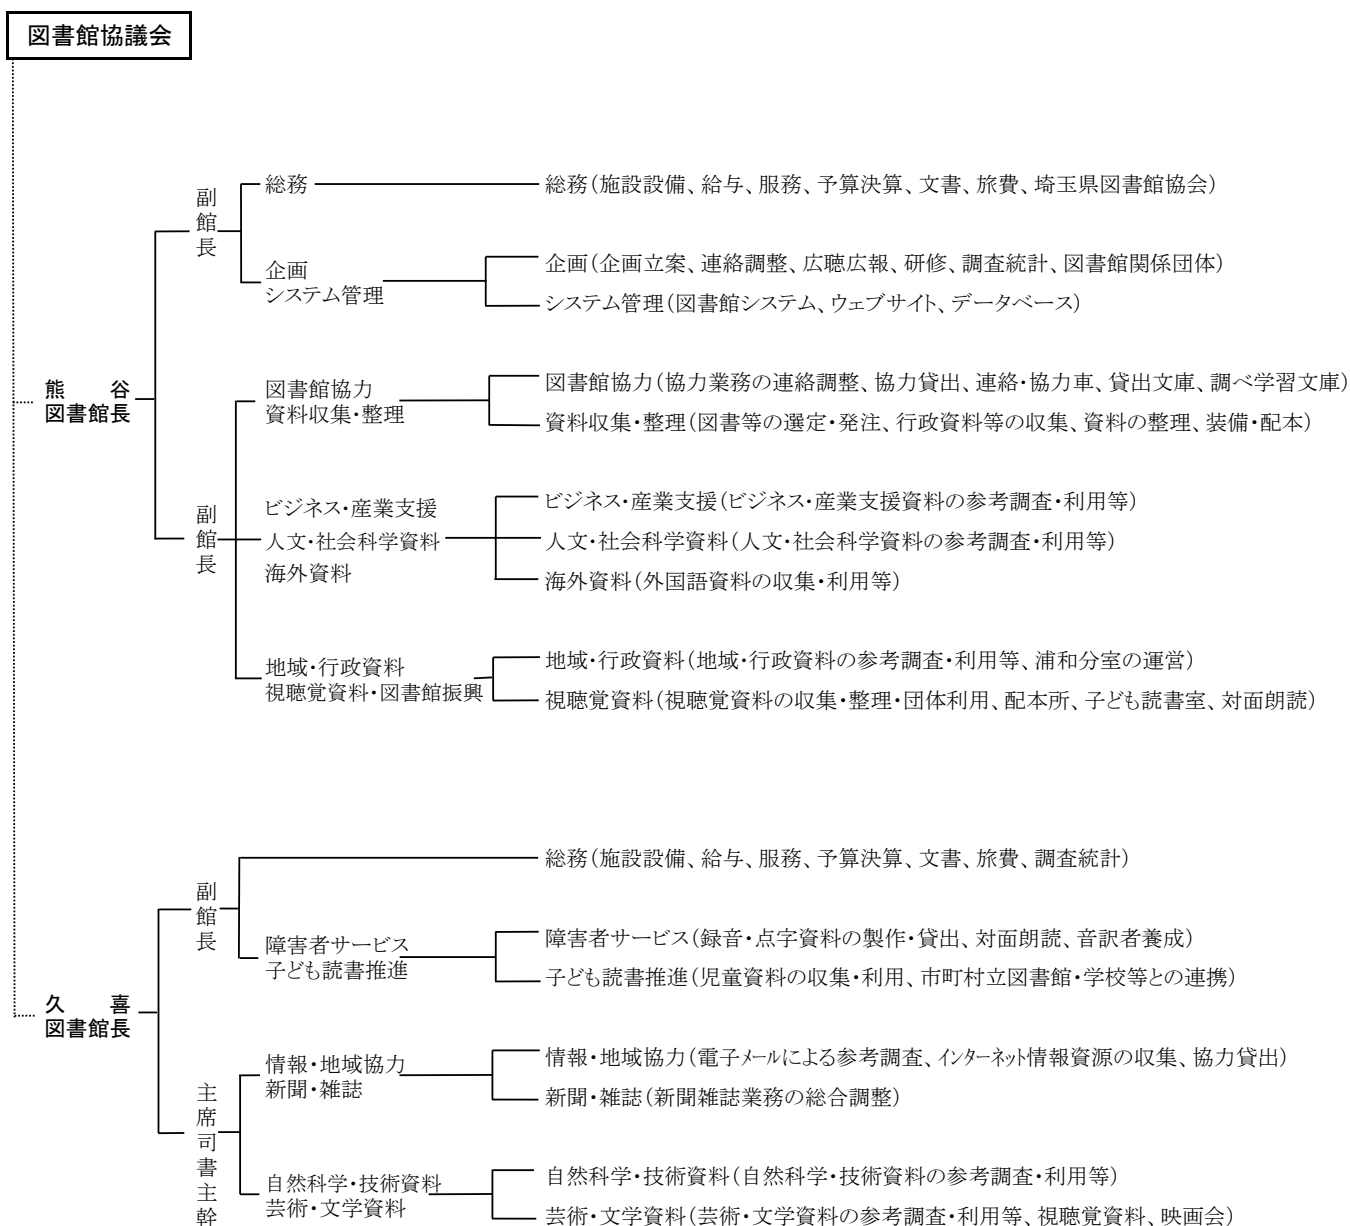 図書館協議会
副館長
総務
総務(施設設備、給与、服務、予算決算、文書、旅費、埼玉県図書館協会)
企画
システム管理
企画(企画立案、連絡調整、広聴広報、研修、調査統計、図書館関係団体)
システム管理(図書館システム、ウェブサイト、データベース)
熊　　谷
図書館長
副館長
図書館協力
資料収集・整理
図書館協力(協力業務の連絡調整、協力貸出、連絡・協力車、貸出文庫、調べ学習文庫)
資料収集・整理(図書等の選定・発注、行政資料等の収集、資料の整理、装備・配本)
ビジネス・産業支援
人文・社会科学資料
海外資料
ビジネス・産業支援(ビジネス・産業支援資料の参考調査・利用等)
人文・社会科学資料(人文・社会科学資料の参考調査・利用等)
海外資料(外国語資料の収集・利用等)
地域・行政資料
視聴覚資料・図書館振興
地域・行政資料(地域・行政資料の参考調査・利用等、浦和分室の運営)
視聴覚資料(視聴覚資料の収集・整理・団体利用、配本所、子ども読書室、対面朗読)
久　　喜
図書館長
副館長
総務(施設設備、給与、服務、予算決算、文書、旅費、調査統計)
障害者サービス
子ども読書推進
障害者サービス(録音・点字資料の製作・貸出、対面朗読、音訳者養成)
子ども読書推進(児童資料の収集・利用、市町村立図書館・学校等との連携)
主席司書主幹
情報・地域協力
新聞・雑誌
情報・地域協力(電子メールによる参考調査、インターネット情報資源の収集、協力貸出)
新聞・雑誌(新聞雑誌業務の総合調整)
自然科学・技術資料
芸術・文学資料
自然科学・技術資料(自然科学・技術資料の参考調査・利用等)
芸術・文学資料(芸術・文学資料の参考調査・利用等、視聴覚資料、映画会)